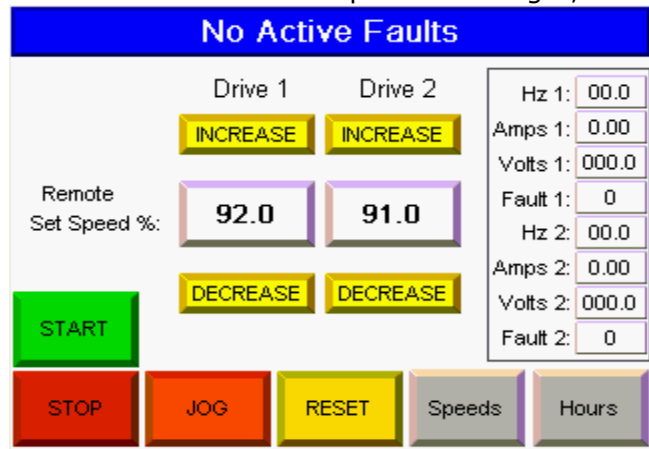 No Active Faults
Drive 1 Drive 2
INCREASE INCREASE
Remote
Set Speed %:
92.0 91.0
DECREASE DECREASE
Hz 1: 00.0
Amps 1: 0.00
Volts 1: 000.0
Fault 1: 0
Hz 2: 00.0
Amps 2: 0.00
Volts 2: 000.0
Fault 2: 0
START
STOP JOG RESET Speeds Hours